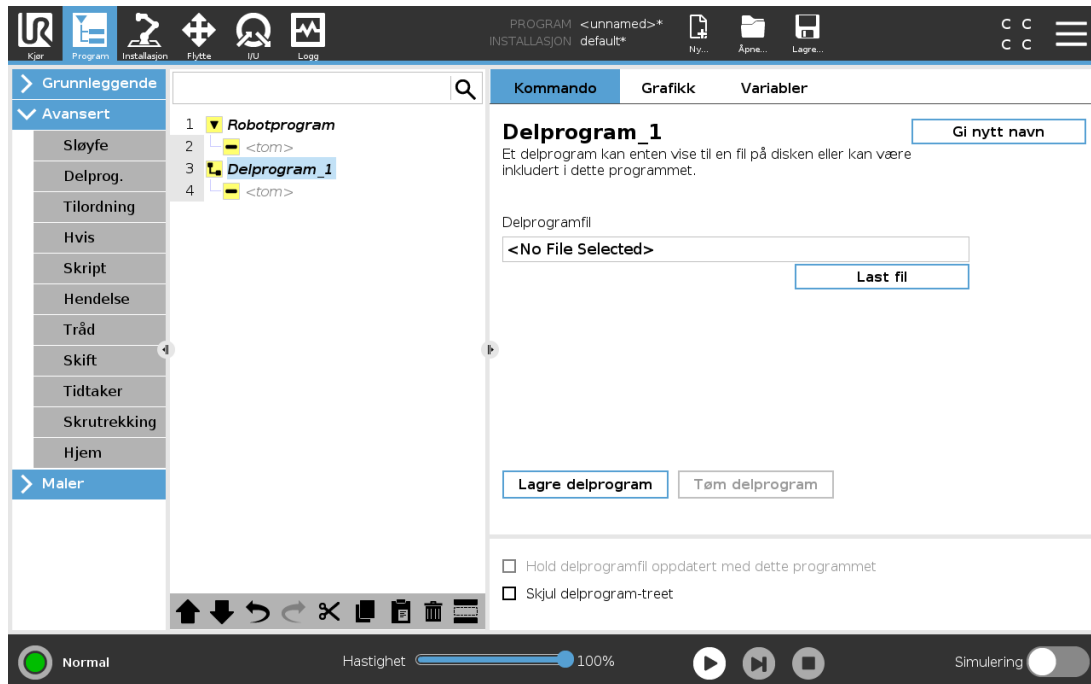 UR
PROGRAM <unnamed>*
INSTALLASJON default*
C C
C C
Kjør Program Installasjon Flytte I/U Logg
Ny... Åpne... Lagre...
Grunnleggende
Avansert
Sløyfe
Delprog.
Tilordning
Hvis
Skript
Hendelse
Tråd
Skift
Tidtaker
Skrutrekking
Hjem
Maler
1 Robotprogram
2 <tom>
3 Delprogram_1
4 <tom>
Kommando Grafikk Variabler
Delprogram_1
Gi nytt navn
Et delprogram kan enten vise til en fil på disken eller kan være
inkludert i dette programmet.
Delprogramfil
<No File Selected>
Last fil
Lagre delprogram Tøm delprogram
Hold delprogramfil oppdatert med dette programmet
Skjul delprogram-treet
Normal
Hastighet 100%
Simulering